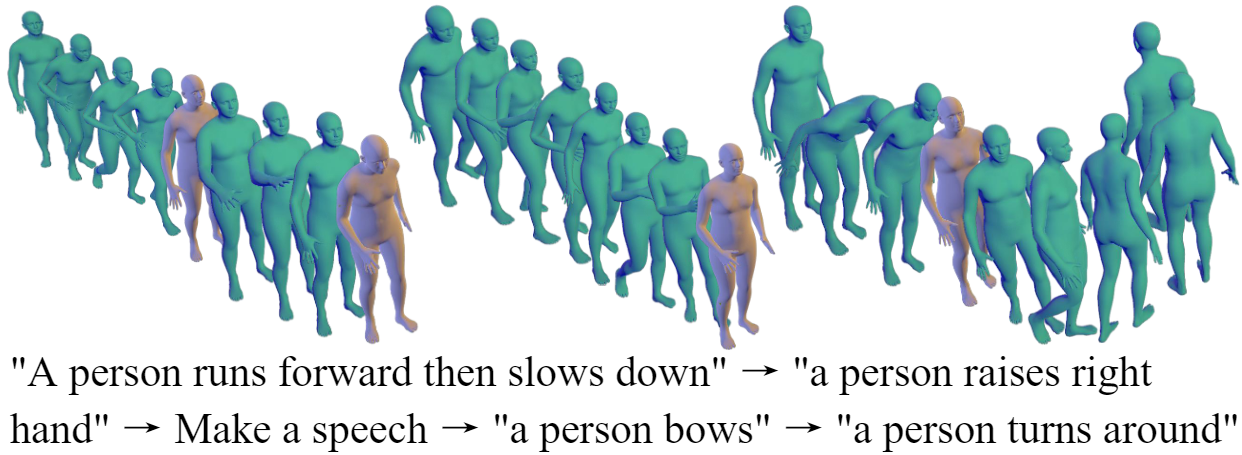 "A person runs forward then slows down" → "a person raises right
hand" → Make a speech → "a person bows" → "a person turns around"